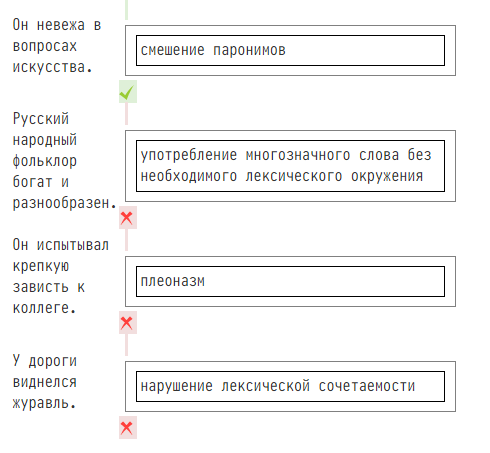 Он невежа в
вопросах
искусства.
смешение паронимов
Русский
народный
фольклор
богат и
разнообразен.
употребление многозначного слова без
необходимого лексического окружения
Он испытывал
крепкую
зависть к
коллеге.
плеоназм
У дороги
виднелся
журавль.
нарушение лексической сочетаемости